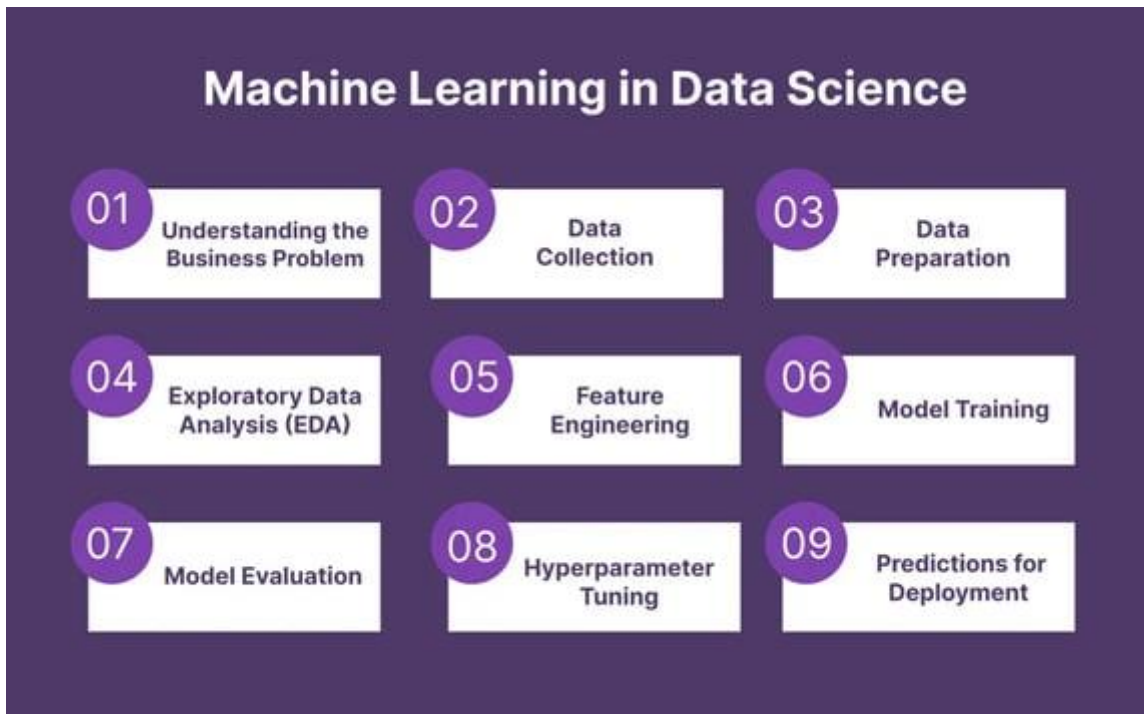 Machine Learning in Data Science
01
Understanding the
Business Problem
02
Data
Collection
03
Data
Preparation
04
Exploratory Data
Analysis (EDA)
05
Feature
Engineering
06
Model Training
07
Model Evaluation
08
Hyperparameter
Tuning
09
Predictions for
Deployment